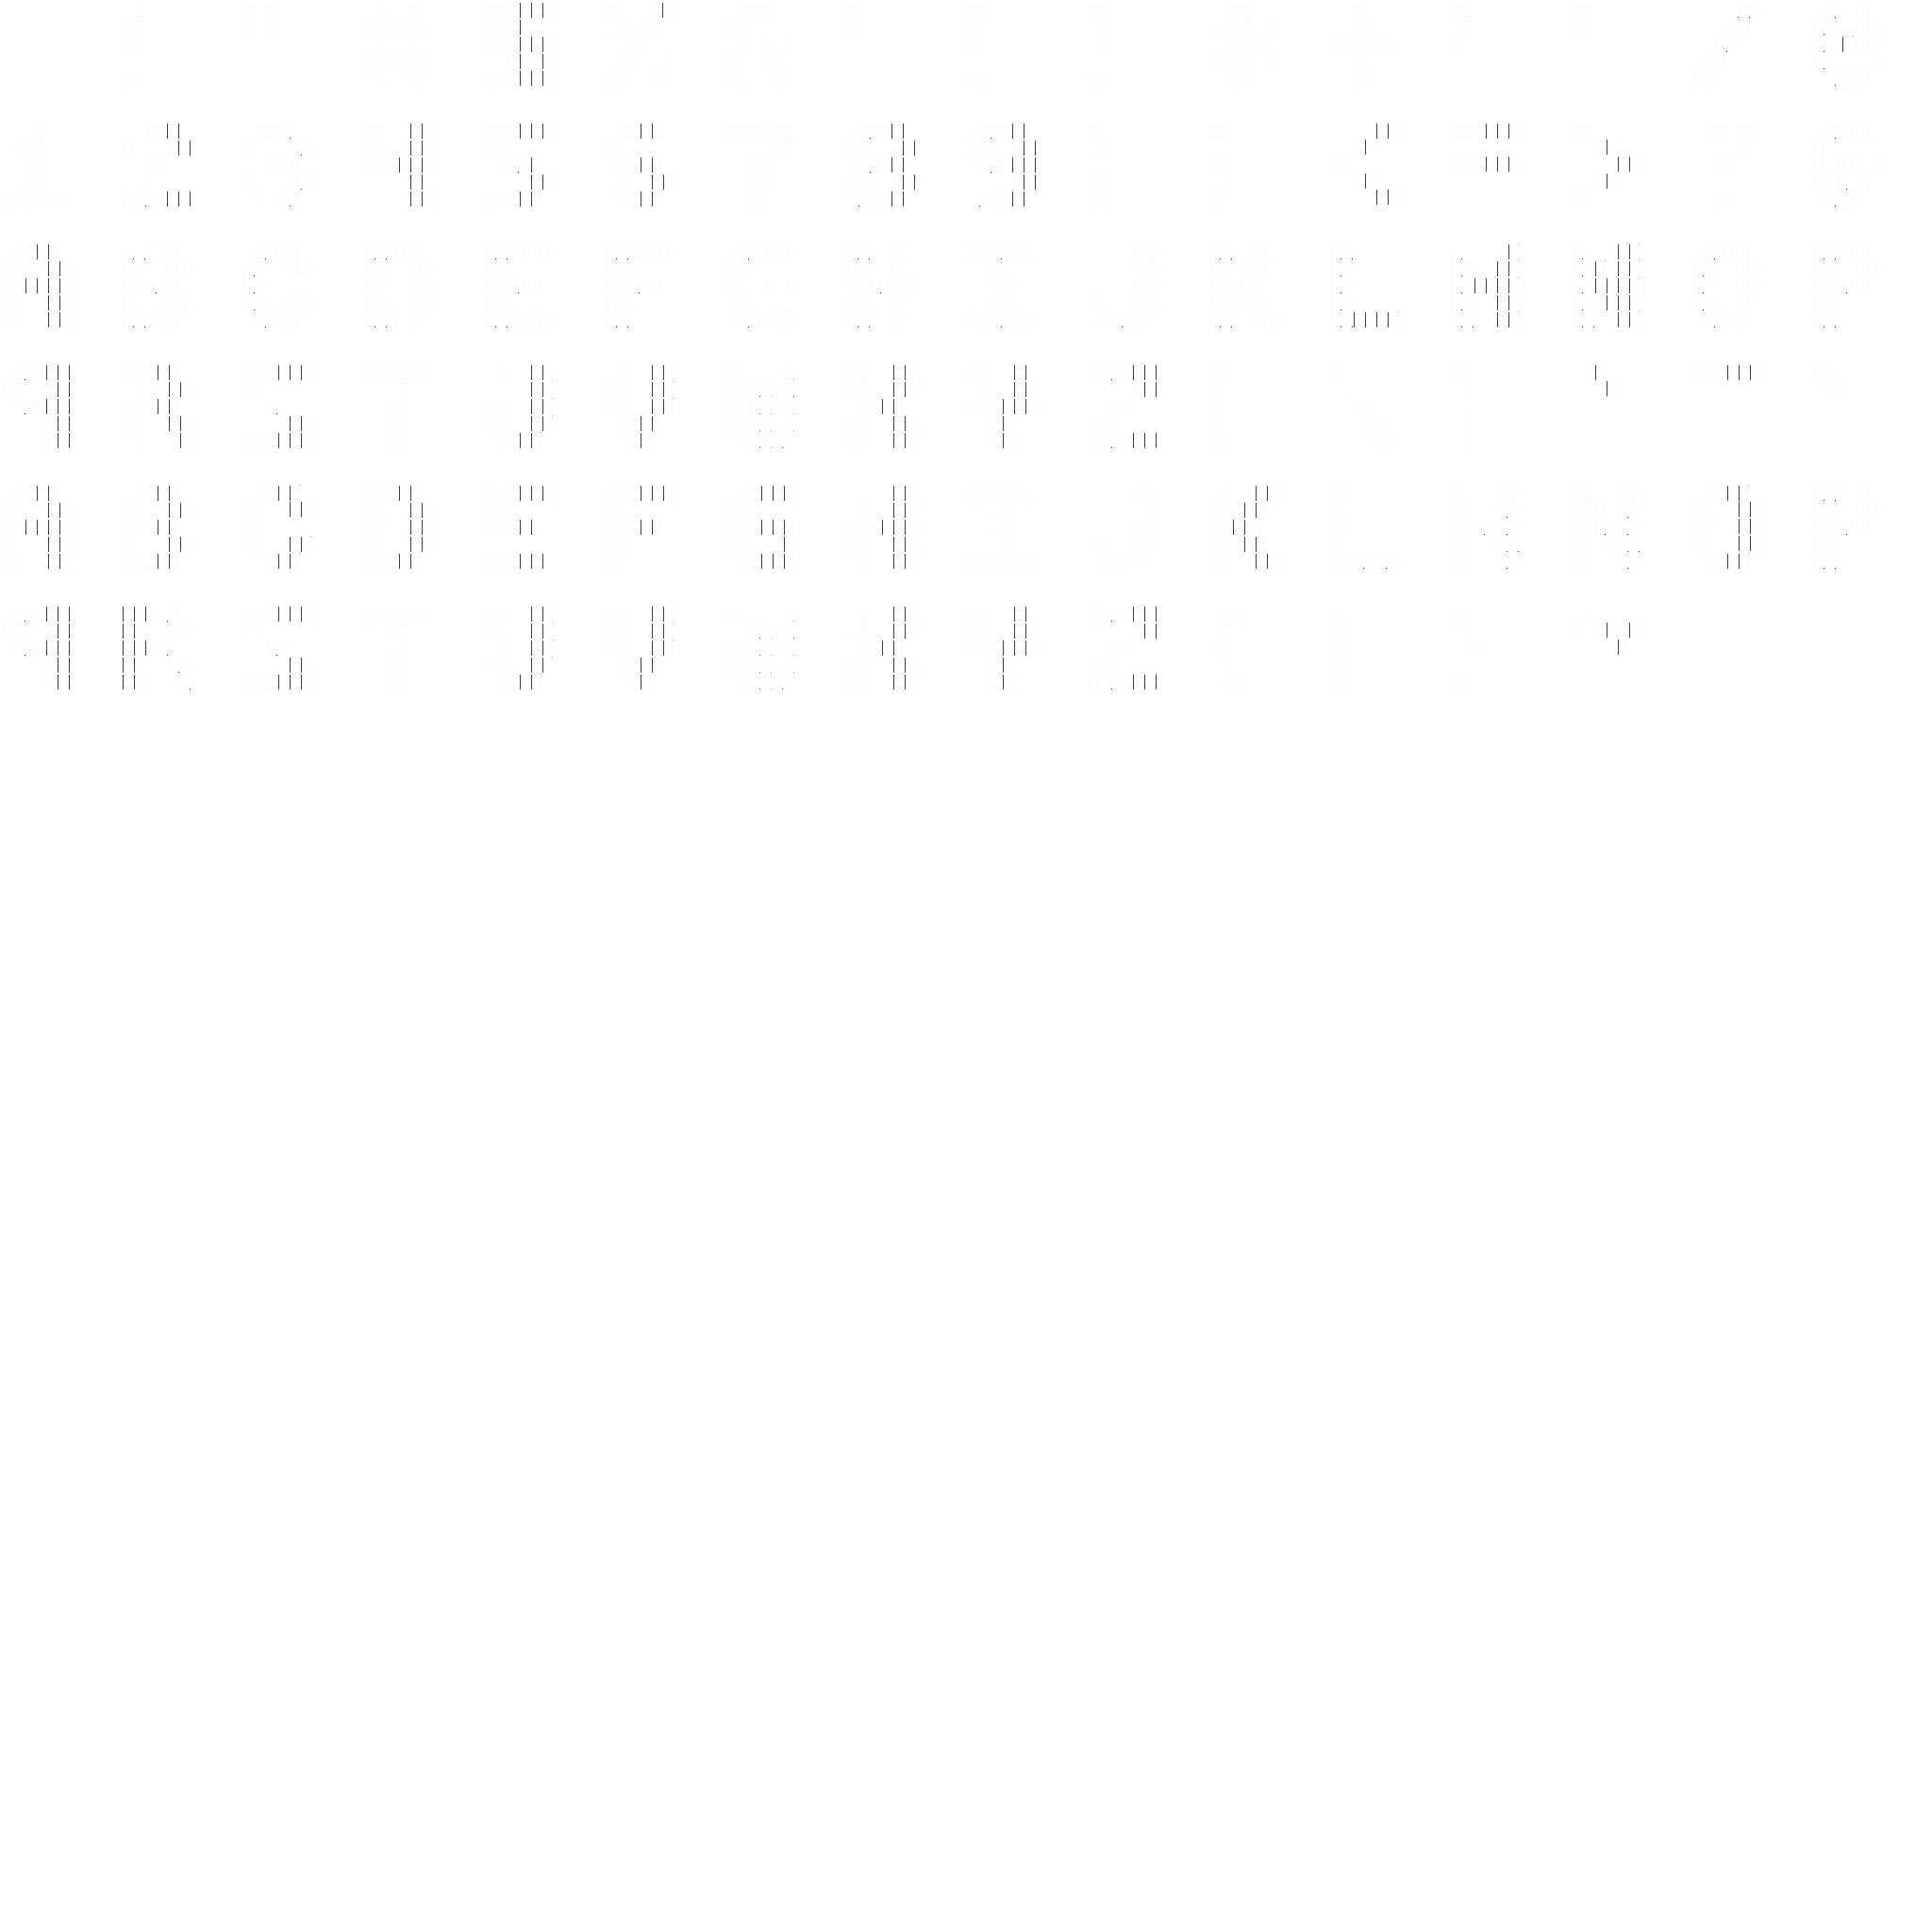 ! " # $ % & ' ( ) * + , . / 0
1 2 3 4 5 6 7 8 9 : ; < = > ? @
A B C D E F G H I J K L M N O P
Q R S T U V W X Y Z [ \ ] ^ _ `
A B C D E F G H I J K L M N O P
Q R S T U V W X Y Z { | } ~